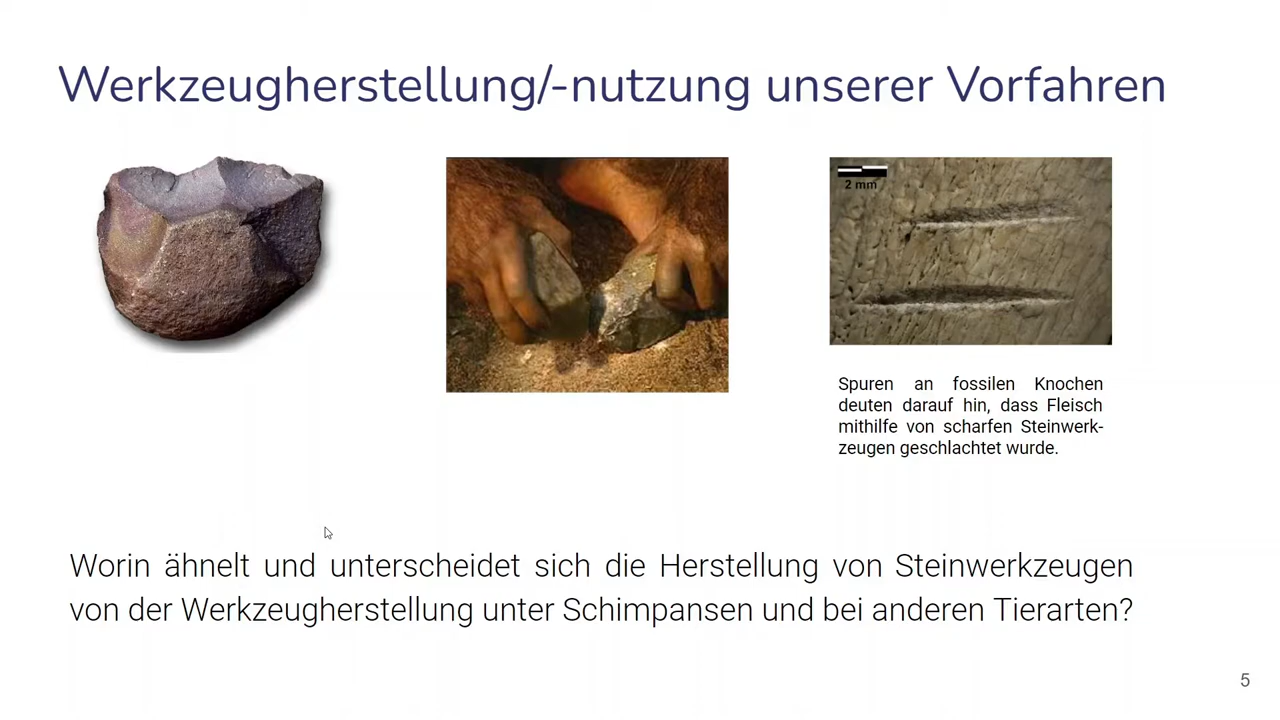 Werkzeugherstellung/-nutzung unserer Vorfahren
2 mm
Spuren an fossilen Knochen
deuten darauf hin, dass Fleisch
mithilfe von scharfen Steinwerk-
zeugen geschlachtet wurde.
Worin ähnelt und unterscheidet sich die Herstellung von Steinwerkzeugen
von der Werkzeugherstellung unter Schimpansen und bei anderen Tierarten?
5